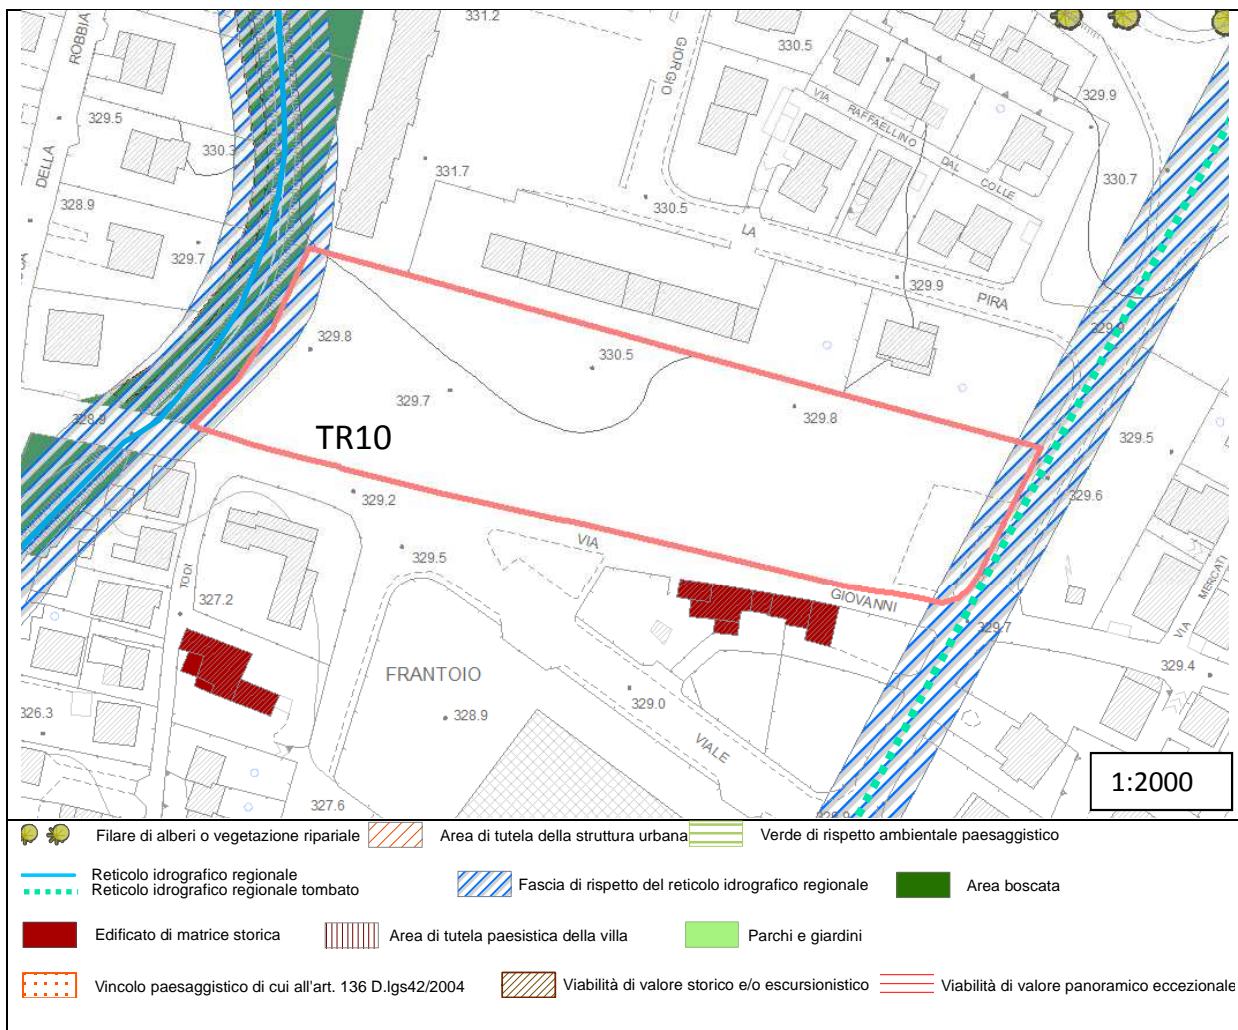 331.2
ROBBIA
GIORGIO
330.5
329.5
330.3
331.7
VIA RAFFAELLINO DAL COLLE
329.9
DELLA
328.9
329.7
330.5
LA
330.7
329.9
PIRA
329.9
329.8
330.5
329.7
329.8
328.9
TR10
329.5
329.2
329.6
VIA
329.5
GIOVANNI
TODI
327.2
329.7
VIA MERCATI
329.4
FRANTOIO
329.0
326.3
328.9
VIALE
327.6
1:2000
Filare di alberi o vegetazione ripariale
Area di tutela della struttura urbana
Verde di rispetto ambientale paesaggistico
Reticolo idrografico regionale
Reticolo idrografico regionale tombato
Fascia di rispetto del reticolo idrografico regionale
Area boscata
Edificato di matrice storica
Area di tutela paesistica della villa
Parchi e giardini
Vincolo paesaggistico di cui all'art. 136 D.lgs42/2004
Viabilità di valore storico e/o escursionistico
Viabilità di valore panoramico eccezionale